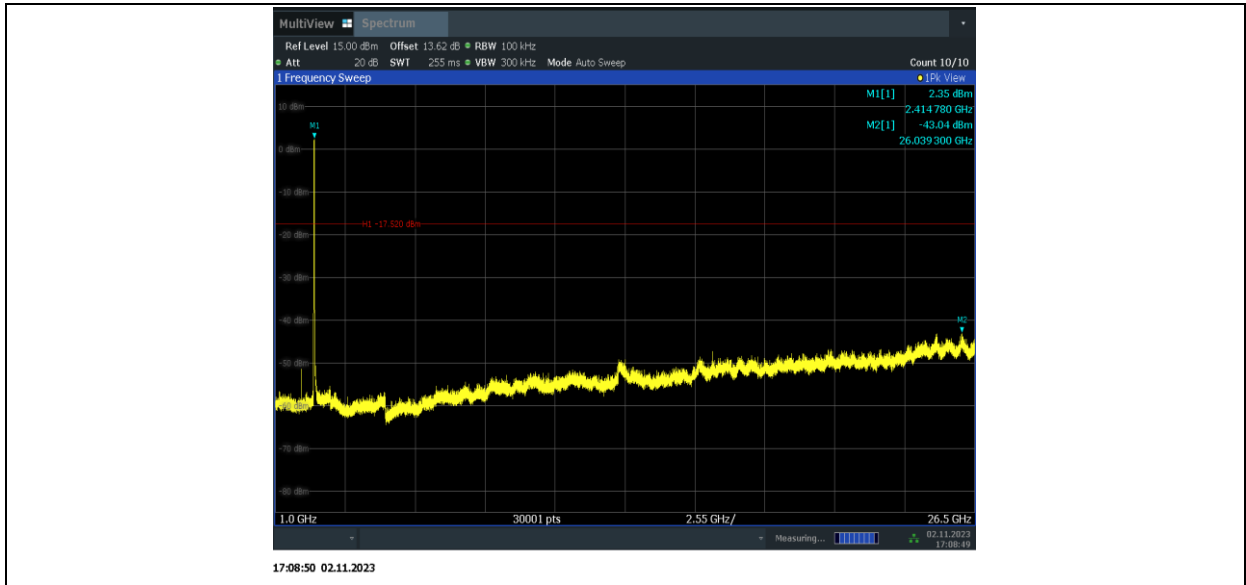 MultiView Spectrum
Ref Level 15.00 dBm Offset 13.62 dB RBW 100 kHz
Att 20 dB SWT 255 ms VBW 300 kHz Mode Auto Sweep Count 10/10
1 Frequency Sweep 1Pk View
M1[1] 2.35 dBm
10 dBm
2.414780 GHz
M1
M2[1] -43.04 dBm
0 dBm
26.039300 GHz
-10 dBm
H1 -17.520 dBm
-20 dBm
-30 dBm
-40 dBm
M2
-50 dBm
-60 dBm
-70 dBm
-80 dBm
1.0 GHz 30001 pts 2.55 GHz/ 26.5 GHz
Measuring... 02.11.2023
17:08:49
17:08:50 02.11.2023